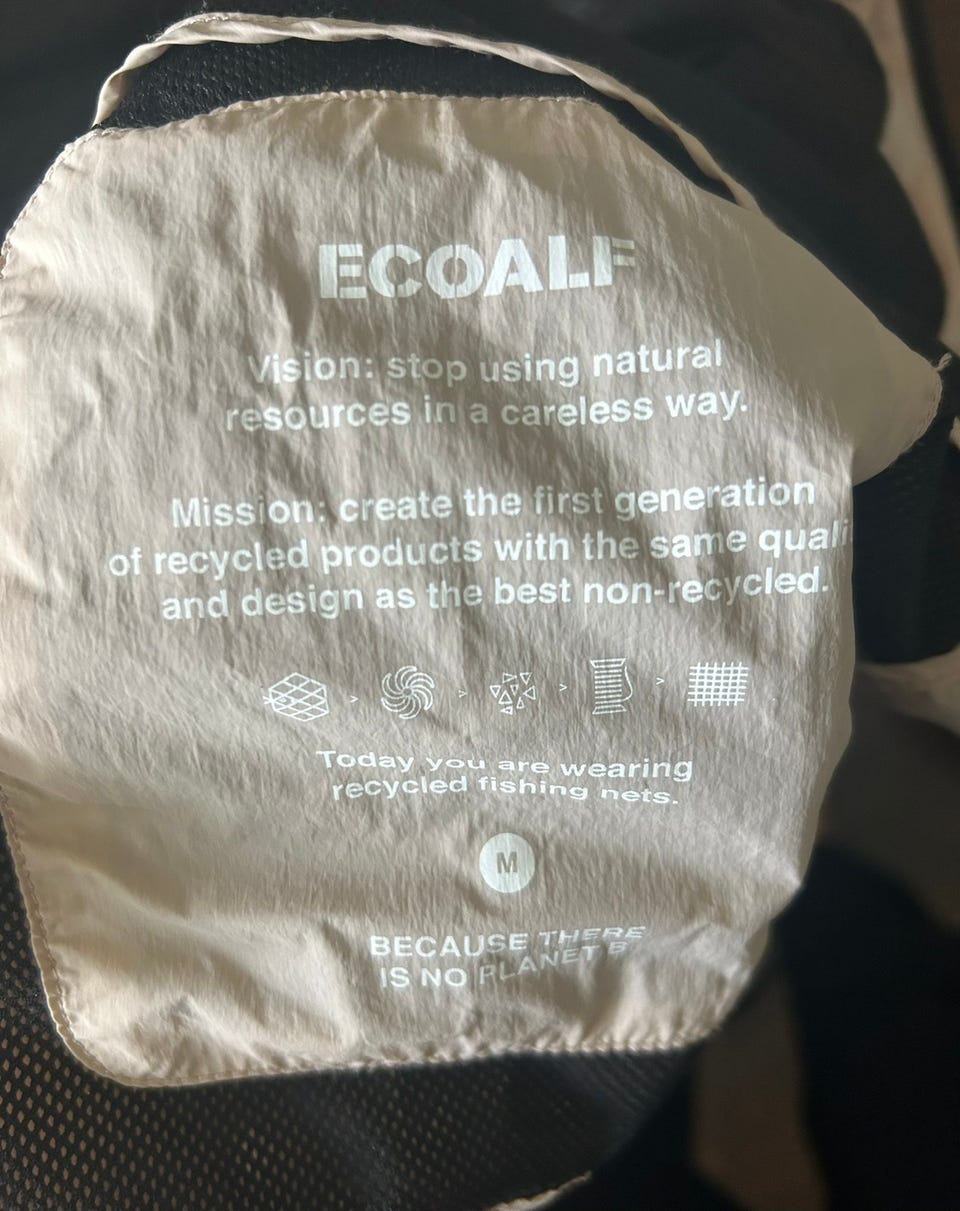 ECOALF
Vision: stop using natural
resources in a careless way.
Mission: create the first generation
of recycled products with the same quali
and design as the best non-recycled.
> > > >
Today you are wearing
recycled fishing nets.
M
BECAUSE THERE
IS NO PLANET B